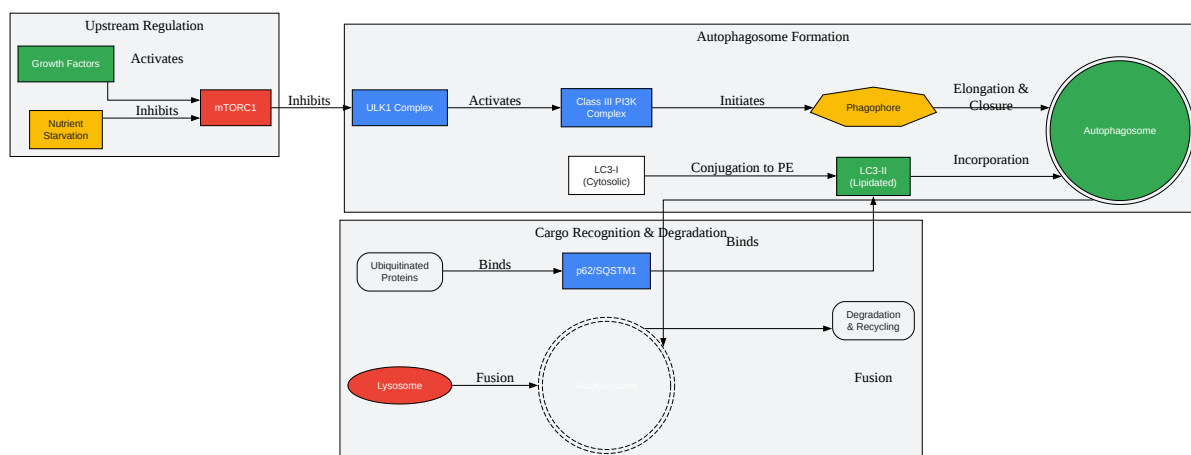 Upstream Regulation
Growth Factors
Activates
Nutrient
Starvation
Inhibits
mTORC1
Inhibits
Autophagosome Formation
ULK1 Complex
Activates
Class III PI3K
Complex
Initiates
Phagophore
Elongation &
Closure
Autophagosome
LC3-I
(Cytosolic)
Conjugation to PE
LC3-II
(Lipidated)
Incorporation
Cargo Recognition & Degradation
Binds
Ubiquitinated
Proteins
Binds
p62/SQSTM1
Degradation
& Recycling
Lysosome
Fusion
Autolysosome
Fusion